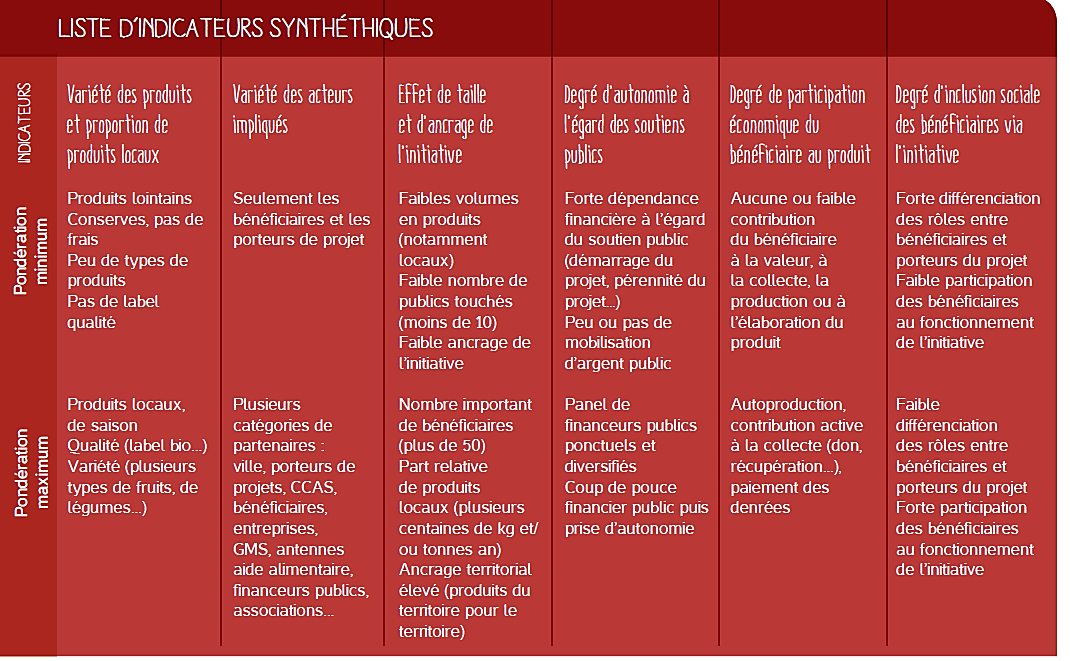 LISTE D'INDICATEURS SYNTHÉTHIQUES
INDICATEURS
Variété des produits
et proportion de
produits locaux
Variété des acteurs
impliqués
Effet de taille
et d'ancrage de
l'initiative
Degré d'autonomie à
l'égard des soutiens
publics
Degré de participation
économique du
bénéficiaire au produit
Degré d'inclusion sociale
des bénéficiaires via
l'initiative
Pondération
minimum
Produits lointains
Conserves, pas de
frais
Peu de types de
produits
Pas de label
qualité
Seulement les
bénéficiaires et les
porteurs de projet
Faibles volumes
en produits
(notamment
locaux)
Faible nombre de
publics touchés
(moins de 10)
Faible ancrage de
l'initiative
Forte dépendance
financière à l'égard
du soutien public
(démarrage du
projet, pérennité du
projet...)
Peu ou pas de
mobilisation
d'argent public
Aucune ou faible
contribution
du bénéficiaire
à la valeur, à
la collecte, la
production ou à
l'élaboration du
produit
Forte différenciation
des rôles entre
bénéficiaires et
porteurs du projet
Faible participation
des bénéficiaires
au fonctionnement
de l'initiative
Pondération
maximum
Produits locaux,
de saison
Qualité (label bio...)
Variété (plusieurs
types de fruits, de
légumes...)
Plusieurs
catégories de
partenaires :
ville, porteurs de
projets, CCAS,
bénéficiaires,
entreprises,
GMS, antennes
aide alimentaire,
financeurs publics,
associations...
Nombre important
de bénéficiaires
(plus de 50)
Part relative
de produits
locaux (plusieurs
centaines de kg et/
ou tonnes an)
Ancrage territorial
élevé (produits du
territoire pour le
territoire)
Panel de
financeurs publics
ponctuels et
diversifiés
Coup de pouce
financier public puis
prise d'autonomie
Autoproduction,
contribution active
à la collecte (don,
récupération...),
paiement des
denrées
Faible
différenciation
des rôles entre
bénéficiaires et
porteurs du projet
Forte participation
des bénéficiaires
au fonctionnement
de l'initiative